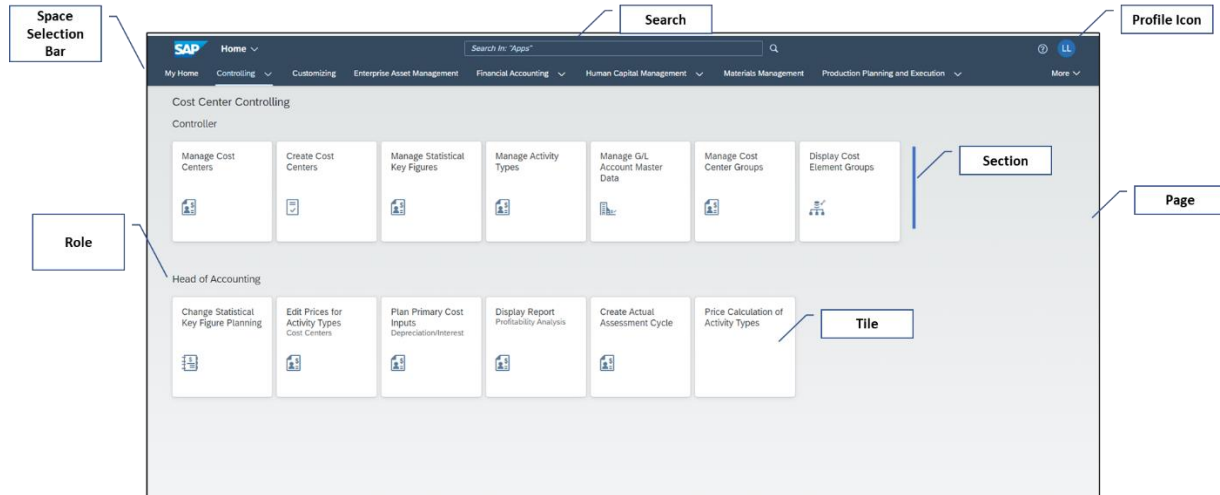 Space
Selection
Bar
Search
Profile Icon
SAP Home
Search In: "Apps"
LL
My Home Controlling Customizing Enterprise Asset Management Financial Accounting Human Capital Management Materials Management Production Planning and Execution More
Cost Center Controlling
Controller
Manage Cost
Centers
Create Cost
Centers
Manage Statistical
Key Figures
Manage Activity
Types
Manage G/L
Account Master
Data
Manage Cost
Center Groups
Display Cost
Element Groups
Section
Page
Role
Head of Accounting
Change Statistical
Key Figure Planning
Edit Prices for
Activity Types
Cost Centers
Plan Primary Cost
Inputs
Depreciation/Interest
Display Report
Profitability Analysis
Create Actual
Assessment Cycle
Price Calculation of
Activity Types
Tile